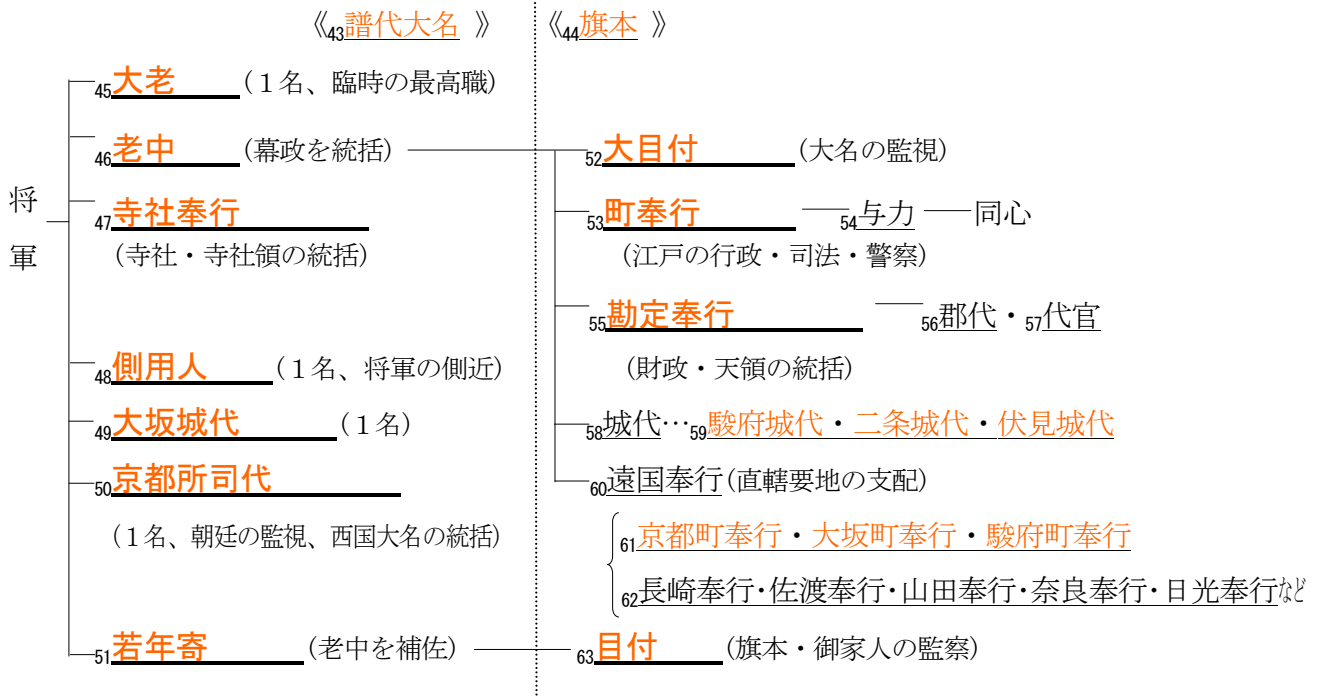 《43譜代大名 》 《44旗本 》
45大老 (1名、臨時の最高職)
46老中 (幕政を統括) 52大目付 (大名の監視)
将軍
47寺社奉行 53町奉行 54与力 同心
(寺社・寺社領の統括) (江戸の行政・司法・警察)
55勘定奉行 56郡代・57代官
48側用人 (1名、将軍の側近) (財政・天領の統括)
49大坂城代 (1名) 58城代…59駿府城代・二条城代・伏見城代
50京都所司代 60遠国奉行(直轄要地の支配)
(1名、朝廷の監視、西国大名の統括) 61京都町奉行・大坂町奉行・駿府町奉行
62長崎奉行・佐渡奉行・山田奉行・奈良奉行・日光奉行など
51若年寄 (老中を補佐) 63目付 (旗本・御家人の監察)